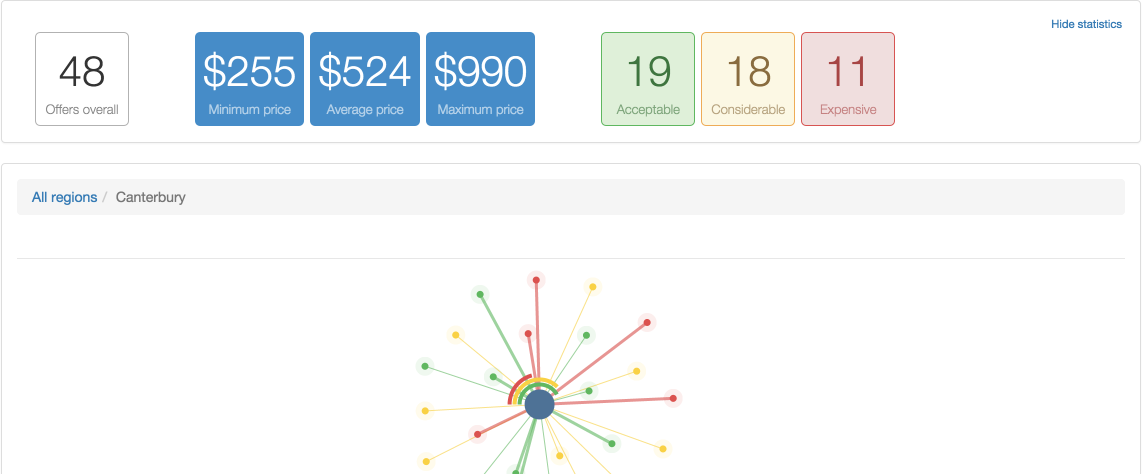 Hide statistics
48 $255 $524 $990 19 18 11
Offers overall Minimum price Average price Maximum price Acceptable Considerable Expensive
All regions / Canterbury